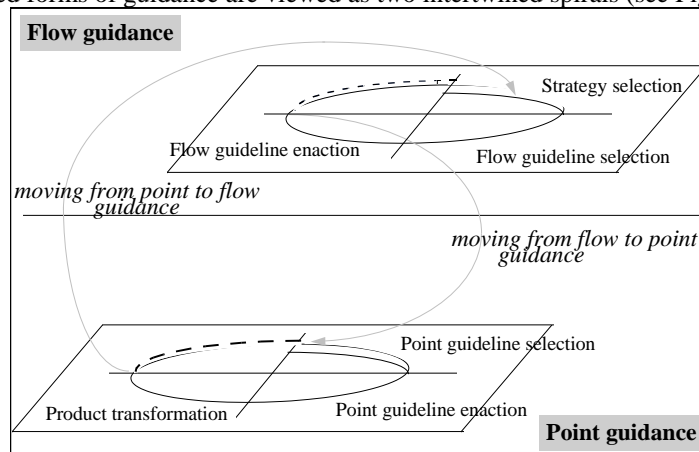 ed forms of guidance are viewed as two intertwined spirals (see Fi
Flow guidance
Strategy selection
Flow guideline enaction
Flow guideline selection
moving from point to flow
guidance
moving from flow to point
guidance
Point guideline selection
Product transformation
Point guideline enaction
Point guidance